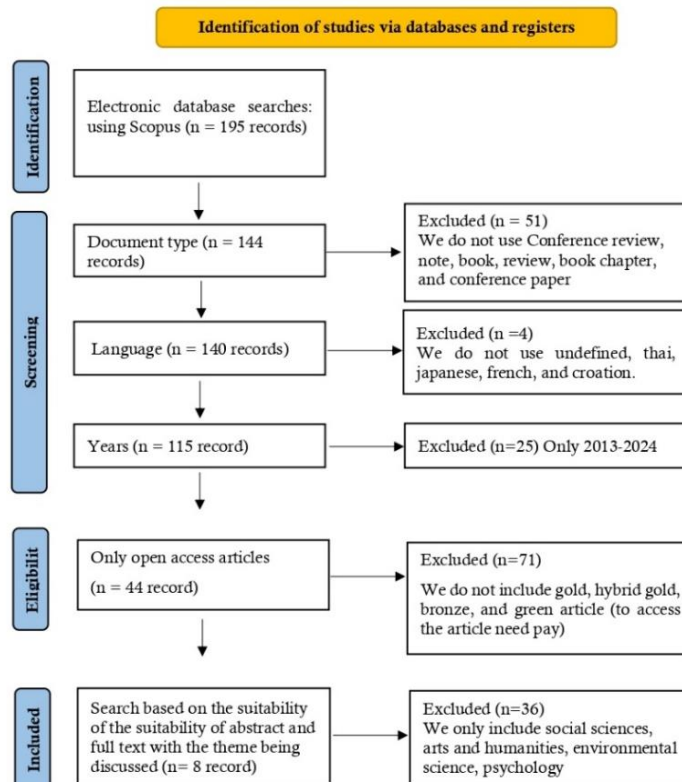 Identification of studies via databases and registers
Identification
Electronic database searches:
using Scopus (n = 195 records)
Screening
Document type (n = 144
records)
Excluded (n = 51)
We do not use Conference review,
note, book, review, book chapter,
and conference paper
Language (n = 140 records)
Excluded (n =4)
We do not use undefined, thai,
japanese, french, and croation.
Years (n = 115 record)
Excluded (n=25) Only 2013-2024
Eligibilit
Only open access articles
(n = 44 record)
Excluded (n=71)
We do not include gold, hybrid gold,
bronze, and green article (to access
the article need pay)
Included
Search based on the suitability
of the suitability of abstract and
full text with the theme being
discussed (n= 8 record)
Excluded (n=36)
We only include social sciences,
arts and humanities, environmental
science, psychology